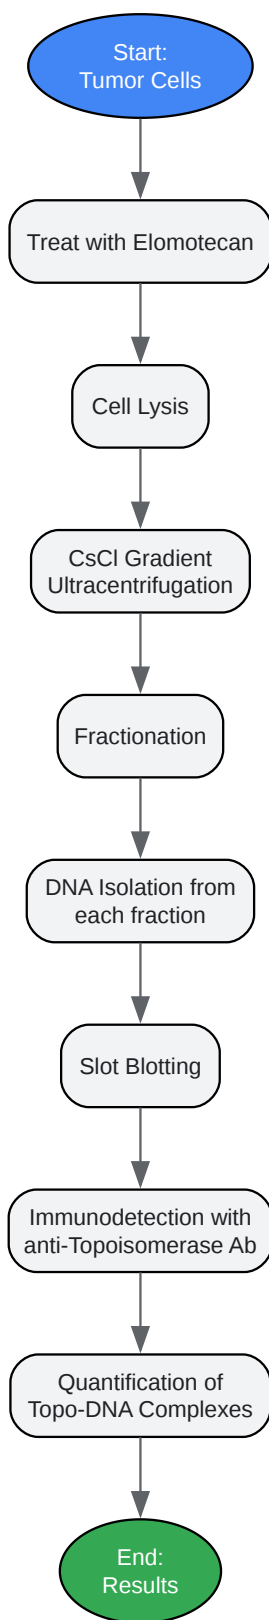 Start:
Tumor Cells
Treat with Elomotecan
Cell Lysis
CsCl Gradient
Ultracentrifugation
Fractionation
DNA Isolation from
each fraction
Slot Blotting
Immunodetection with
anti-Topoisomerase Ab
Quantification of
Topo-DNA Complexes
End:
Results